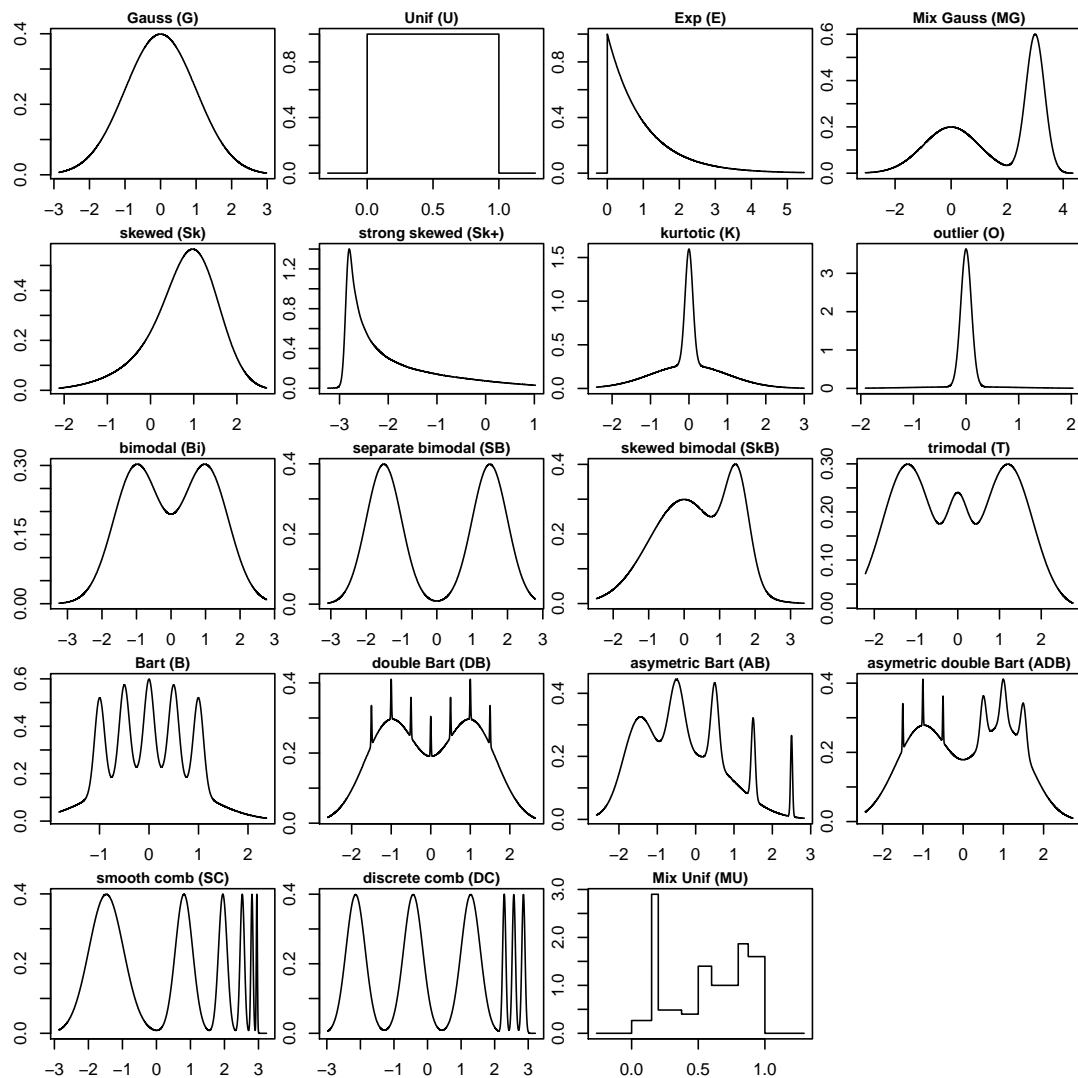 Gauss (G)
Unif (U)
Exp (E)
Mix Gauss (MG)
0.0 0.2 0.4
−3 −2 −1 0 1 2 3
0.0 0.4 0.8
0.0 0.5 1.0
0.0 0.4 0.8
0 1 2 3 4 5
0.0 0.2 0.4 0.6
−2 0 2 4
skewed (Sk)
strong skewed (Sk+)
kurtotic (K)
outlier (O)
0.0 0.2 0.4
−2 −1 0 1 2
0.0 0.4 0.8 1.2
−3 −2 −1 0 1
0.0 0.5 1.0 1.5
−2 −1 0 1 2 3
0 1 2 3
−2 −1 0 1 2
bimodal (Bi)
separate bimodal (SB)
skewed bimodal (SkB)
trimodal (T)
0.00 0.15 0.30
−3 −2 −1 0 1 2
0.0 0.2 0.4
−3 −2 −1 0 1 2 3
0.0 0.2 0.4
−2 −1 0 1 2 3
0.00 0.10 0.20 0.30
−2 −1 0 1 2
Bart (B)
double Bart (DB)
asymetric Bart (AB)
asymetric double Bart (ADB)
0.0 0.2 0.4 0.6
−1 0 1 2
0.0 0.2 0.4
−2 −1 0 1 2
0.0 0.2 0.4
−2 −1 0 1 2 3
0.0 0.2 0.4
−2 −1 0 1 2
smooth comb (SC)
discrete comb (DC)
Mix Unif (MU)
0.0 0.2 0.4
−3 −2 −1 0 1 2 3
0.0 0.2 0.4
−3 −2 −1 0 1 2 3
0.0 1.0 2.0 3.0
0.0 0.5 1.0